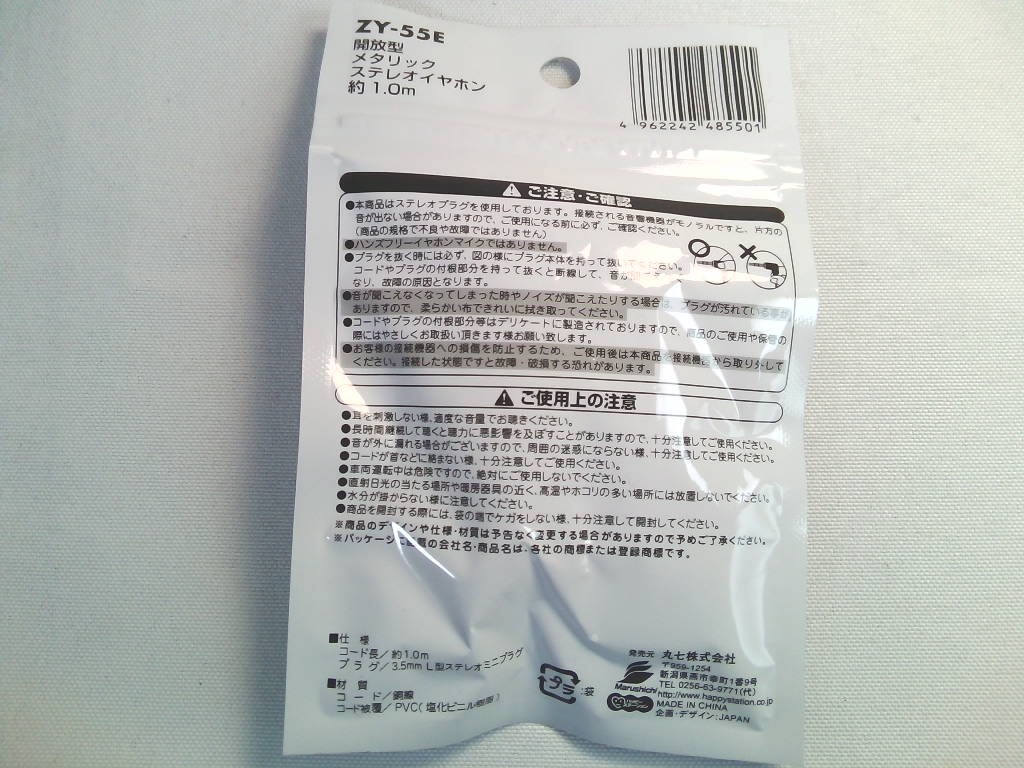 ZY-55E
開放型
メタリック
ステレオイヤホン
約1.0m
4 962242 485501
ご注意・ご確認
●本商品はステレオプラグを使用しております。接続される音響機器がモノラルですと、片方の
音が出ない場合がありますので、ご使用になる前に必ず、ご確認ください。
(商品の規格で不良や故障ではありません)
●ハンズフリーイヤホンマイクではありません。
●プラグを抜く時には必ず、図の様にプラグ本体を持って抜いてください。
コードやプラグの付根部分を持って抜くと断線して、音が
なり、故障の原因となります。
●音が聞こえなくなってしまった時やノイズが聞こえたりする場合は、プラグが汚れている事が
ありますので、柔らかい布できれいに拭き取ってください。
●コードやプラグの付根部分等はデリケートに製造されておりますので、商品のご使用や保管の
際にはやさしくお取扱い頂きます様お願い致します。
●お客様の接続機器への損傷を防止するため、ご使用後は本商品を接続機器から取り外して
ください。接続した状態ですと故障・破損する恐れがあります。
ご使用上の注意
●耳を刺激しない様、適度な音量でお聴きください。
●長時間継続して聴くと聴力に悪影響を及ぼすことがありますので、十分注意してご使用ください。
●音が外に漏れる場合がございますので、周囲の迷惑にならない様、十分注意してご使用ください。
●コードが首などに絡まない様、十分注意してご使用ください。
●車両運転中は危険ですので、絶対にご使用しないでください。
●直射日光の当たる場所や暖房器具の近く、高温やホコリの多い場所には放置しないでください。
●水分が掛からない様に注意してください。
●商品を開封する際には、袋の端でケガをしない様、十分注意して開封してください。
※商品のデザインや仕様・材質は予告なく変更する場合がありますので予めご了承ください。
※パッケージに記載の会社名・商品名は、各社の商標または登録商標です。
■仕 様
コード長/約1.0m
プラグ/3.5mm L型ステレオミニプラグ
■材 質
コード/銅線
コード被覆/PVC(塩化ビニル樹脂)
プラ :袋
発売元 丸七株式会社
〒959-1254
新潟県燕市幸町1番9号
TEL 0256-63-9771(代)
Marushichi http://www.happystation.co.jp
MADE IN CHINA
企画・デザイン:JAPAN